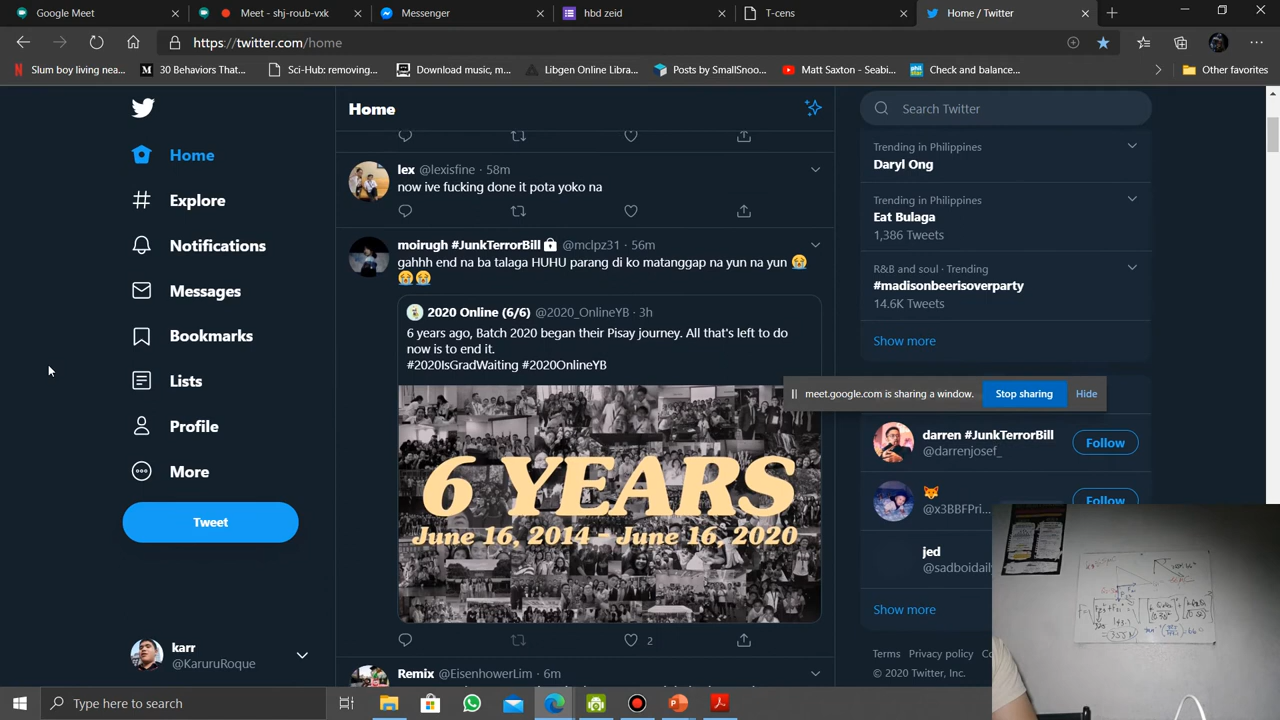 Google Meet
Meet - shj-roub-vxk
Messenger
hbd zeid
T-cens
Home / Twitter
https://twitter.com/home
Slum boy living nea...
30 Behaviors That...
Sci-Hub: removing...
Download music, m...
Libgen Online Libra...
Posts by SmallSnoo...
Matt Saxton - Seabi...
Check and balance...
Other favorites
Home
Explore
Notifications
Messages
Bookmarks
Lists
Profile
More
Tweet
karr
@KaruruRoque
Home
lex @lexisfine · 58m
now ive fucking done it pota yoko na
moirugh #JunkTerrorBill @mclpz31 · 56m
gahhh end na ba talaga HUHU parang di ko matanggap na yun na yun 😭
😭😭
2020 Online (6/6) @2020_OnlineYB · 3h
6 years ago, Batch 2020 began their Pisay journey. All that's left to do
now is to end it.
#2020IsGradWaiting #2020OnlineYB
6 YEARS
June 16, 2014 - June 16, 2020
2
Remix @EisenhowerLim · 6m
Search Twitter
Trending in Philippines
Daryl Ong
Trending in Philippines
Eat Bulaga
1,386 Tweets
R&B and soul · Trending
#madisonbeerisoverparty
14.6K Tweets
Show more
meet.google.com is sharing a window.
Stop sharing
Hide
darren #JunkTerrorBill
@darrenjosef_
Follow
🦊
@x3BBFPri...
Follow
jed
@sadboidail
Show more
Terms Privacy policy Co
© 2020 Twitter, Inc.
Type here to search